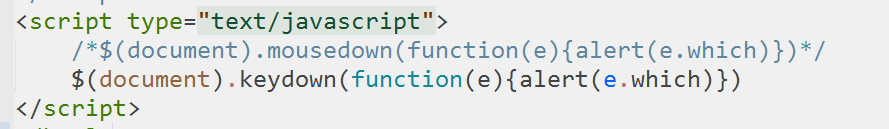 <script type="text/javascript">
/*$(document).mousedown(function(e){alert(e.which)})*/
$(document).keydown(function(e){alert(e.which)})
</script>